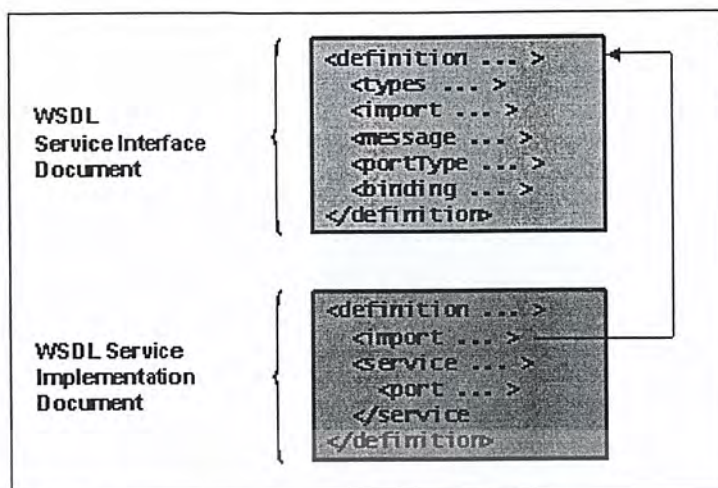 WSDL
Service Interface
Document
<definition ... >
<types ... >
<import ... >
<message ... >
<portType ... >
<binding ... >
</definition>
WSDL Service
Implementation
Document
<definition ... >
<import ... >
<service ... >
<port ... >
</service
</definition>